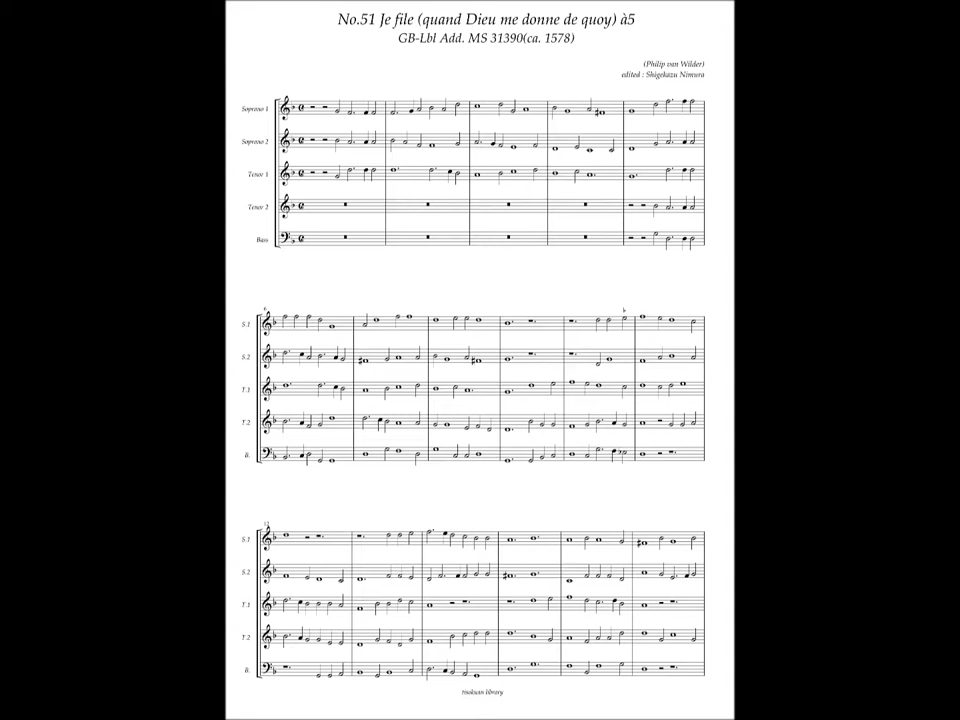 No.51 Je file (quand Dieu me donne de quoy) à5
GB-Lbl Add. MS 31390(ca. 1578)
(Philip van Wilder)
edited : Shigekazu Nimura
Soprano 1
Soprano 2
Tenor 1
Tenor 2
Bass
6
S.1
S.2
T.1
T.2
B.
12
S.1
S.2
T.1
T.2
B.